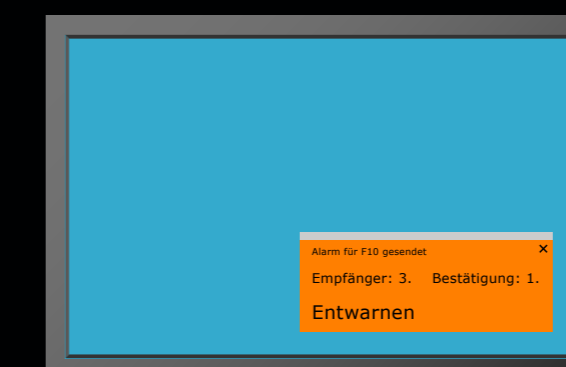 Alarm für F10 gesendet
Empfänger: 3. Bestätigung: 1.
Entwarnen